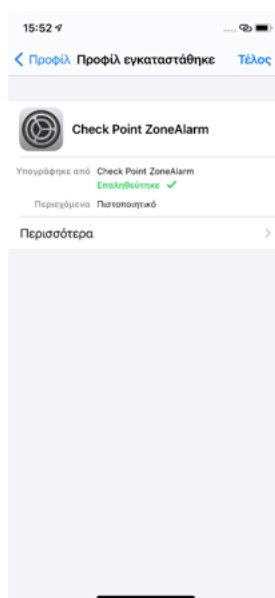 15:52
Προφίλ Προφίλ εγκαταστάθηκε Τέλος
Check Point ZoneAlarm
Υπογράφηκε από Check Point ZoneAlarm
Επαληθεύτηκε ✓
Περιεχόμενα Πιστοποιητικό
Περισσότερα